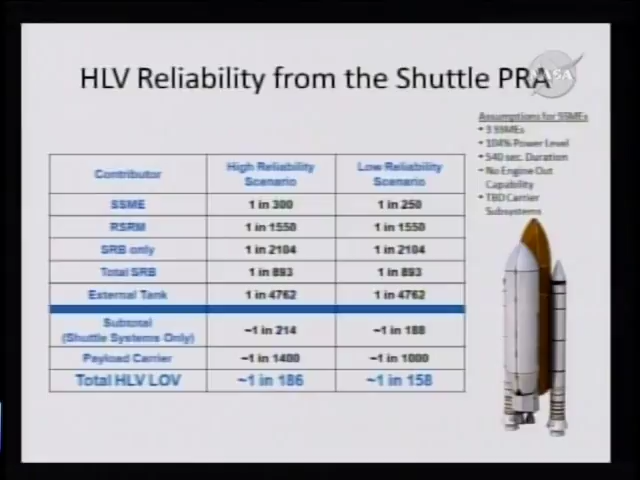 HLV Reliability from the Shuttle PRA
NASA
Assumptions for SSMEs
• 3 SSMEs
• 104% Power Level
• 540 sec. Duration
• No Engine Out
Capability
• TBD Carrier
Subsystems
Contributor High Reliability Scenario Low Reliability Scenario
SSME 1 in 300 1 in 250
RSRM 1 in 1550 1 in 1550
SRB only 1 in 2104 1 in 2104
Total SRB 1 in 893 1 in 893
External Tank 1 in 4762 1 in 4762
Subtotal (Shuttle Systems Only) ~1 in 214 ~1 in 188
Payload Carrier ~1 in 1400 ~1 in 1000
Total HLV LOV ~1 in 186 ~1 in 158